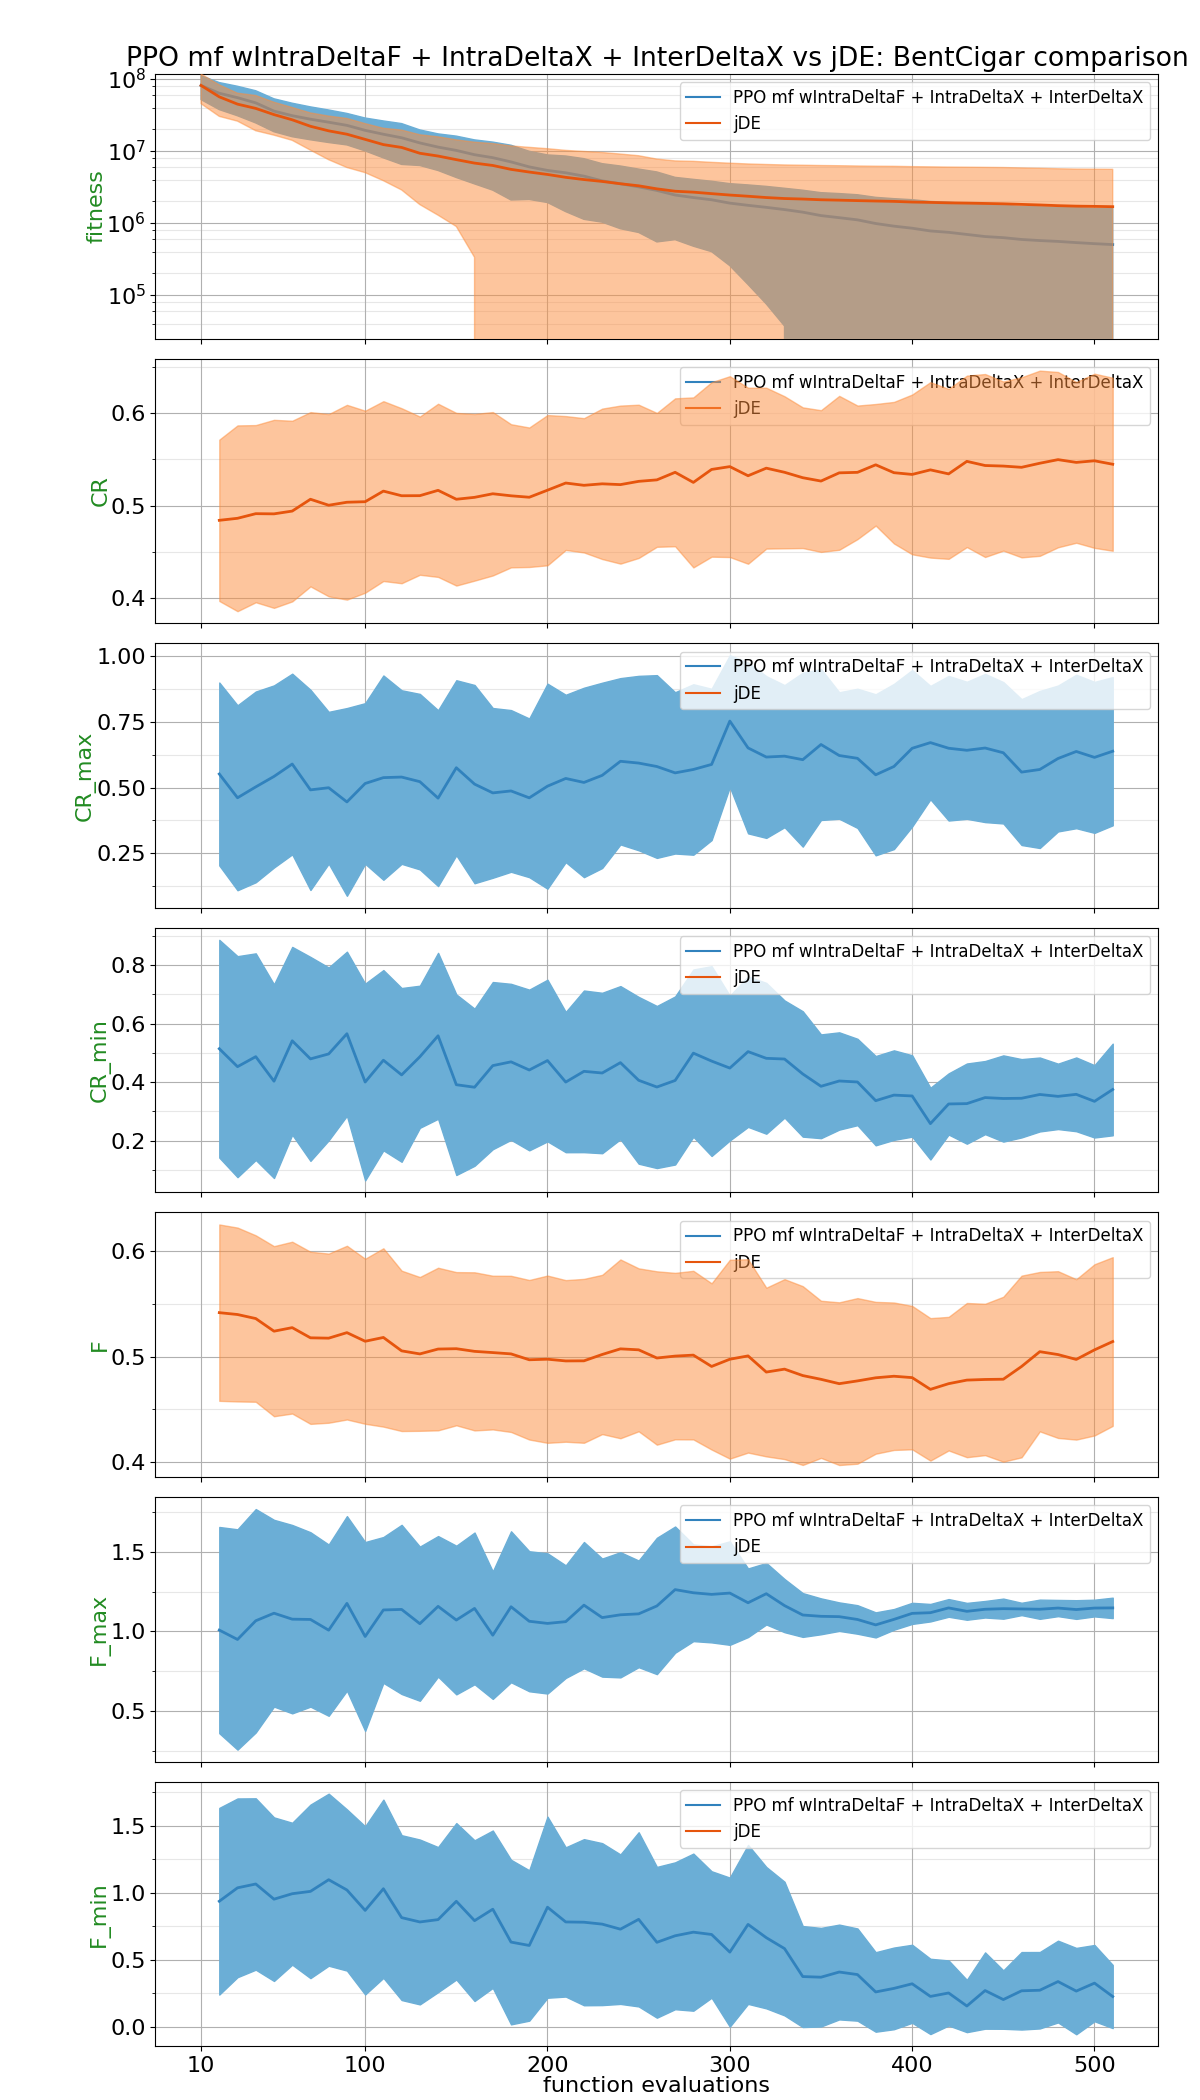 PPO mf wIntraDeltaF + IntraDeltaX + InterDeltaX vs jDE: BentCigar comparison
10^8
10^7
10^6
10^5
fitness
PPO mf wIntraDeltaF + IntraDeltaX + InterDeltaX
jDE
0.6
0.5
0.4
CR
PPO mf wIntraDeltaF + IntraDeltaX + InterDeltaX
jDE
1.00
0.75
0.50
0.25
CR_max
PPO mf wIntraDeltaF + IntraDeltaX + InterDeltaX
jDE
0.8
0.6
0.4
0.2
CR_min
PPO mf wIntraDeltaF + IntraDeltaX + InterDeltaX
jDE
0.6
0.5
0.4
F
PPO mf wIntraDeltaF + IntraDeltaX + InterDeltaX
jDE
1.5
1.0
0.5
F_max
PPO mf wIntraDeltaF + IntraDeltaX + InterDeltaX
jDE
1.5
1.0
0.5
0.0
F_min
PPO mf wIntraDeltaF + IntraDeltaX + InterDeltaX
jDE
10 100 200 300 400 500
function evaluations